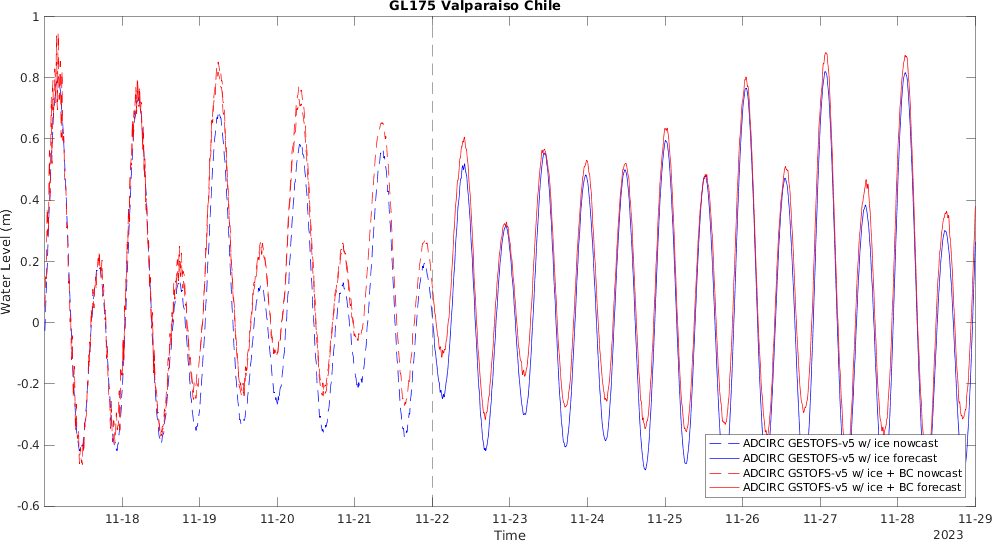 GL175 Valparaiso Chile
1
0.8
0.6
0.4
0.2
0
-0.2
-0.4
-0.6
Water Level (m)
11-18 11-19 11-20 11-21 11-22 11-23 11-24 11-25 11-26 11-27 11-28 11-29
Time
2023
ADCIRC GESTOFS-v5 w/ ice nowcast
ADCIRC GESTOFS-v5 w/ ice forecast
ADCIRC GSTOFS-v5 w/ ice + BC nowcast
ADCIRC GSTOFS-v5 w/ ice + BC forecast